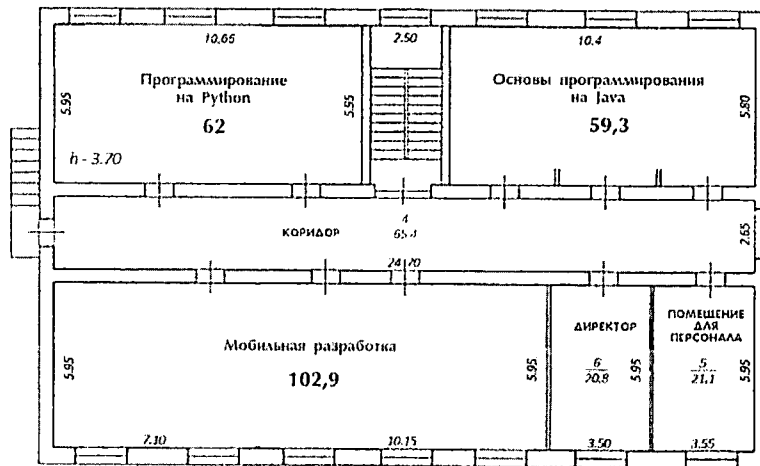 10.65
2.50
10.4
Программирование
на Python
62
5.95
5.95
h - 3.70
Основы программирования
на Java
59,3
5.80
КОРИДОР
4
65.4
24.70
2.65
Мобильная разработка
102,9
5.95
5.95
7.10
10.15
ДИРЕКТОР
6
20.8
5.95
3.50
ПОМЕЩЕНИЕ
ДЛЯ
ПЕРСОНАЛА
5
21.1
5.95
3.55